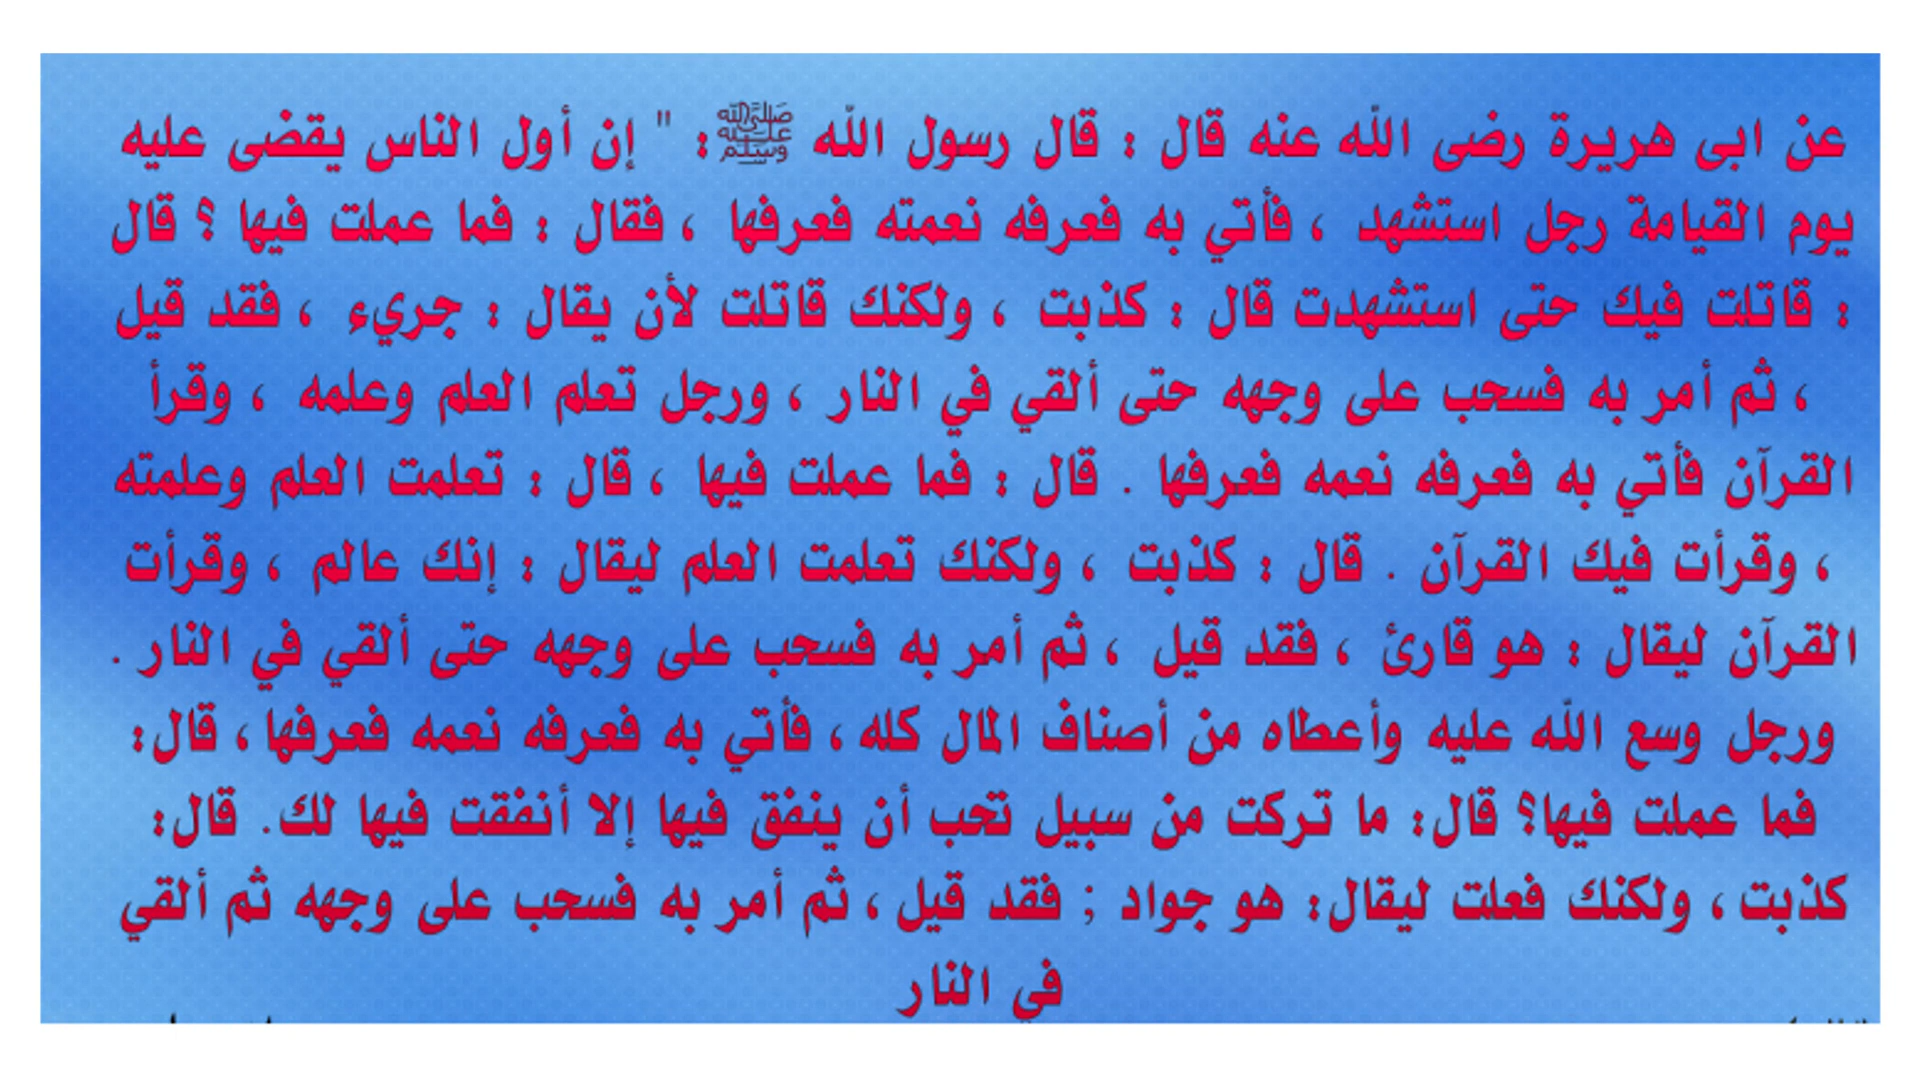 عن ابى هريرة رضى الله عنه قال : قال رسول الله ﷺ : " إن أول الناس يقضى عليه
يوم القيامة رجل استشهد ، فأتي به فعرفه نعمته فعرفها ، فقال : فما عملت فيها ؟ قال
: قاتلت فيك حتى استشهدت قال : كذبت ، ولكنك قاتلت لأن يقال : جريء ، فقد قيل
، ثم أمر به فسحب على وجهه حتى ألقي في النار ، ورجل تعلم العلم وعلمه ، وقرأ
القرآن فأتي به فعرفه نعمه فعرفها . قال : فما عملت فيها ، قال : تعلمت العلم وعلمته
، وقرأت فيك القرآن . قال : كذبت ، ولكنك تعلمت العلم ليقال : إنك عالم ، وقرأت
القرآن ليقال : هو قارئ ، فقد قيل ، ثم أمر به فسحب على وجهه حتى ألقي في النار .
ورجل وسع الله عليه وأعطاه من أصناف المال كله ، فأتي به فعرفه نعمه فعرفها ، قال:
فما عملت فيها؟ قال: ما تركت من سبيل تحب أن ينفق فيها إلا أنفقت فيها لك. قال:
كذبت ، ولكنك فعلت ليقال: هو جواد ; فقد قيل ، ثم أمر به فسحب على وجهه ثم ألقي
في النار